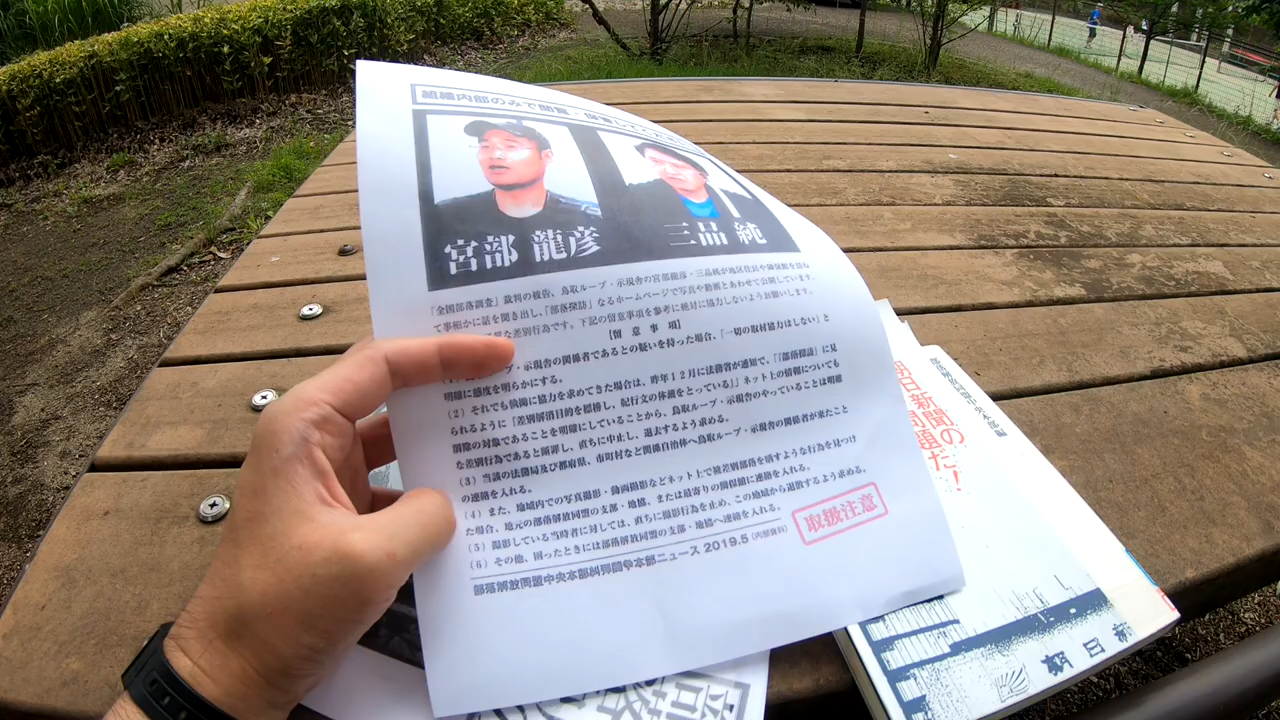 組織内部のみで閲覧・保管してくだ
宮部 龍彦
三品 純
「全国部落調査」裁判の被告、鳥取ループ・示現舎の宮部龍彦・三品純が地区住民や隣保館を訪ね
て事細かに話を聞き出し、「部落探訪」なるホームページで写真や動画とあわせて公開しています。
な差別行為です。下記の留意事項を参考に絶対に協力しないようお願いします。
【留 意 事 項】
プ・示現舎の関係者であるとの疑いを持った場合、「一切の取材協力はしない」と
明確に態度を明らかにする。
(2)それでも執拗に協力を求めてきた場合は、昨年12月に法務省が通知で、「『部落探訪』に見
られるように『差別解消目的を標榜し、紀行文の体裁をとっている』」ネット上の情報についても
削除の対象であることを明確にしていることから、鳥取ループ・示現舎のやっていることは明確
な差別行為であると断罪し、直ちに中止し、退去するよう求める。
(3)当該の法務局及び都府県、市町村など関係自治体へ鳥取ループ・示現舎の関係者が来たこと
の連絡を入れる。
(4)また、地域内での写真撮影・動画撮影などネット上で被差別部落を晒すような行為を見つけ
た場合、地元の部落解放同盟の支部・地協、または最寄りの隣保館に連絡を入れる。
(5)撮影している当時者に対しては、直ちに撮影行為を止め、この地域から退散するよう求める。
(6)その他、困ったときには部落解放同盟の支部・地協へ連絡を入れる。
取扱注意
部落解放同盟中央本部糾弾闘争本部ニュース 2019.5(内部資料)
朝日新聞の
問題だ!
中央本部編
朝日新
部落